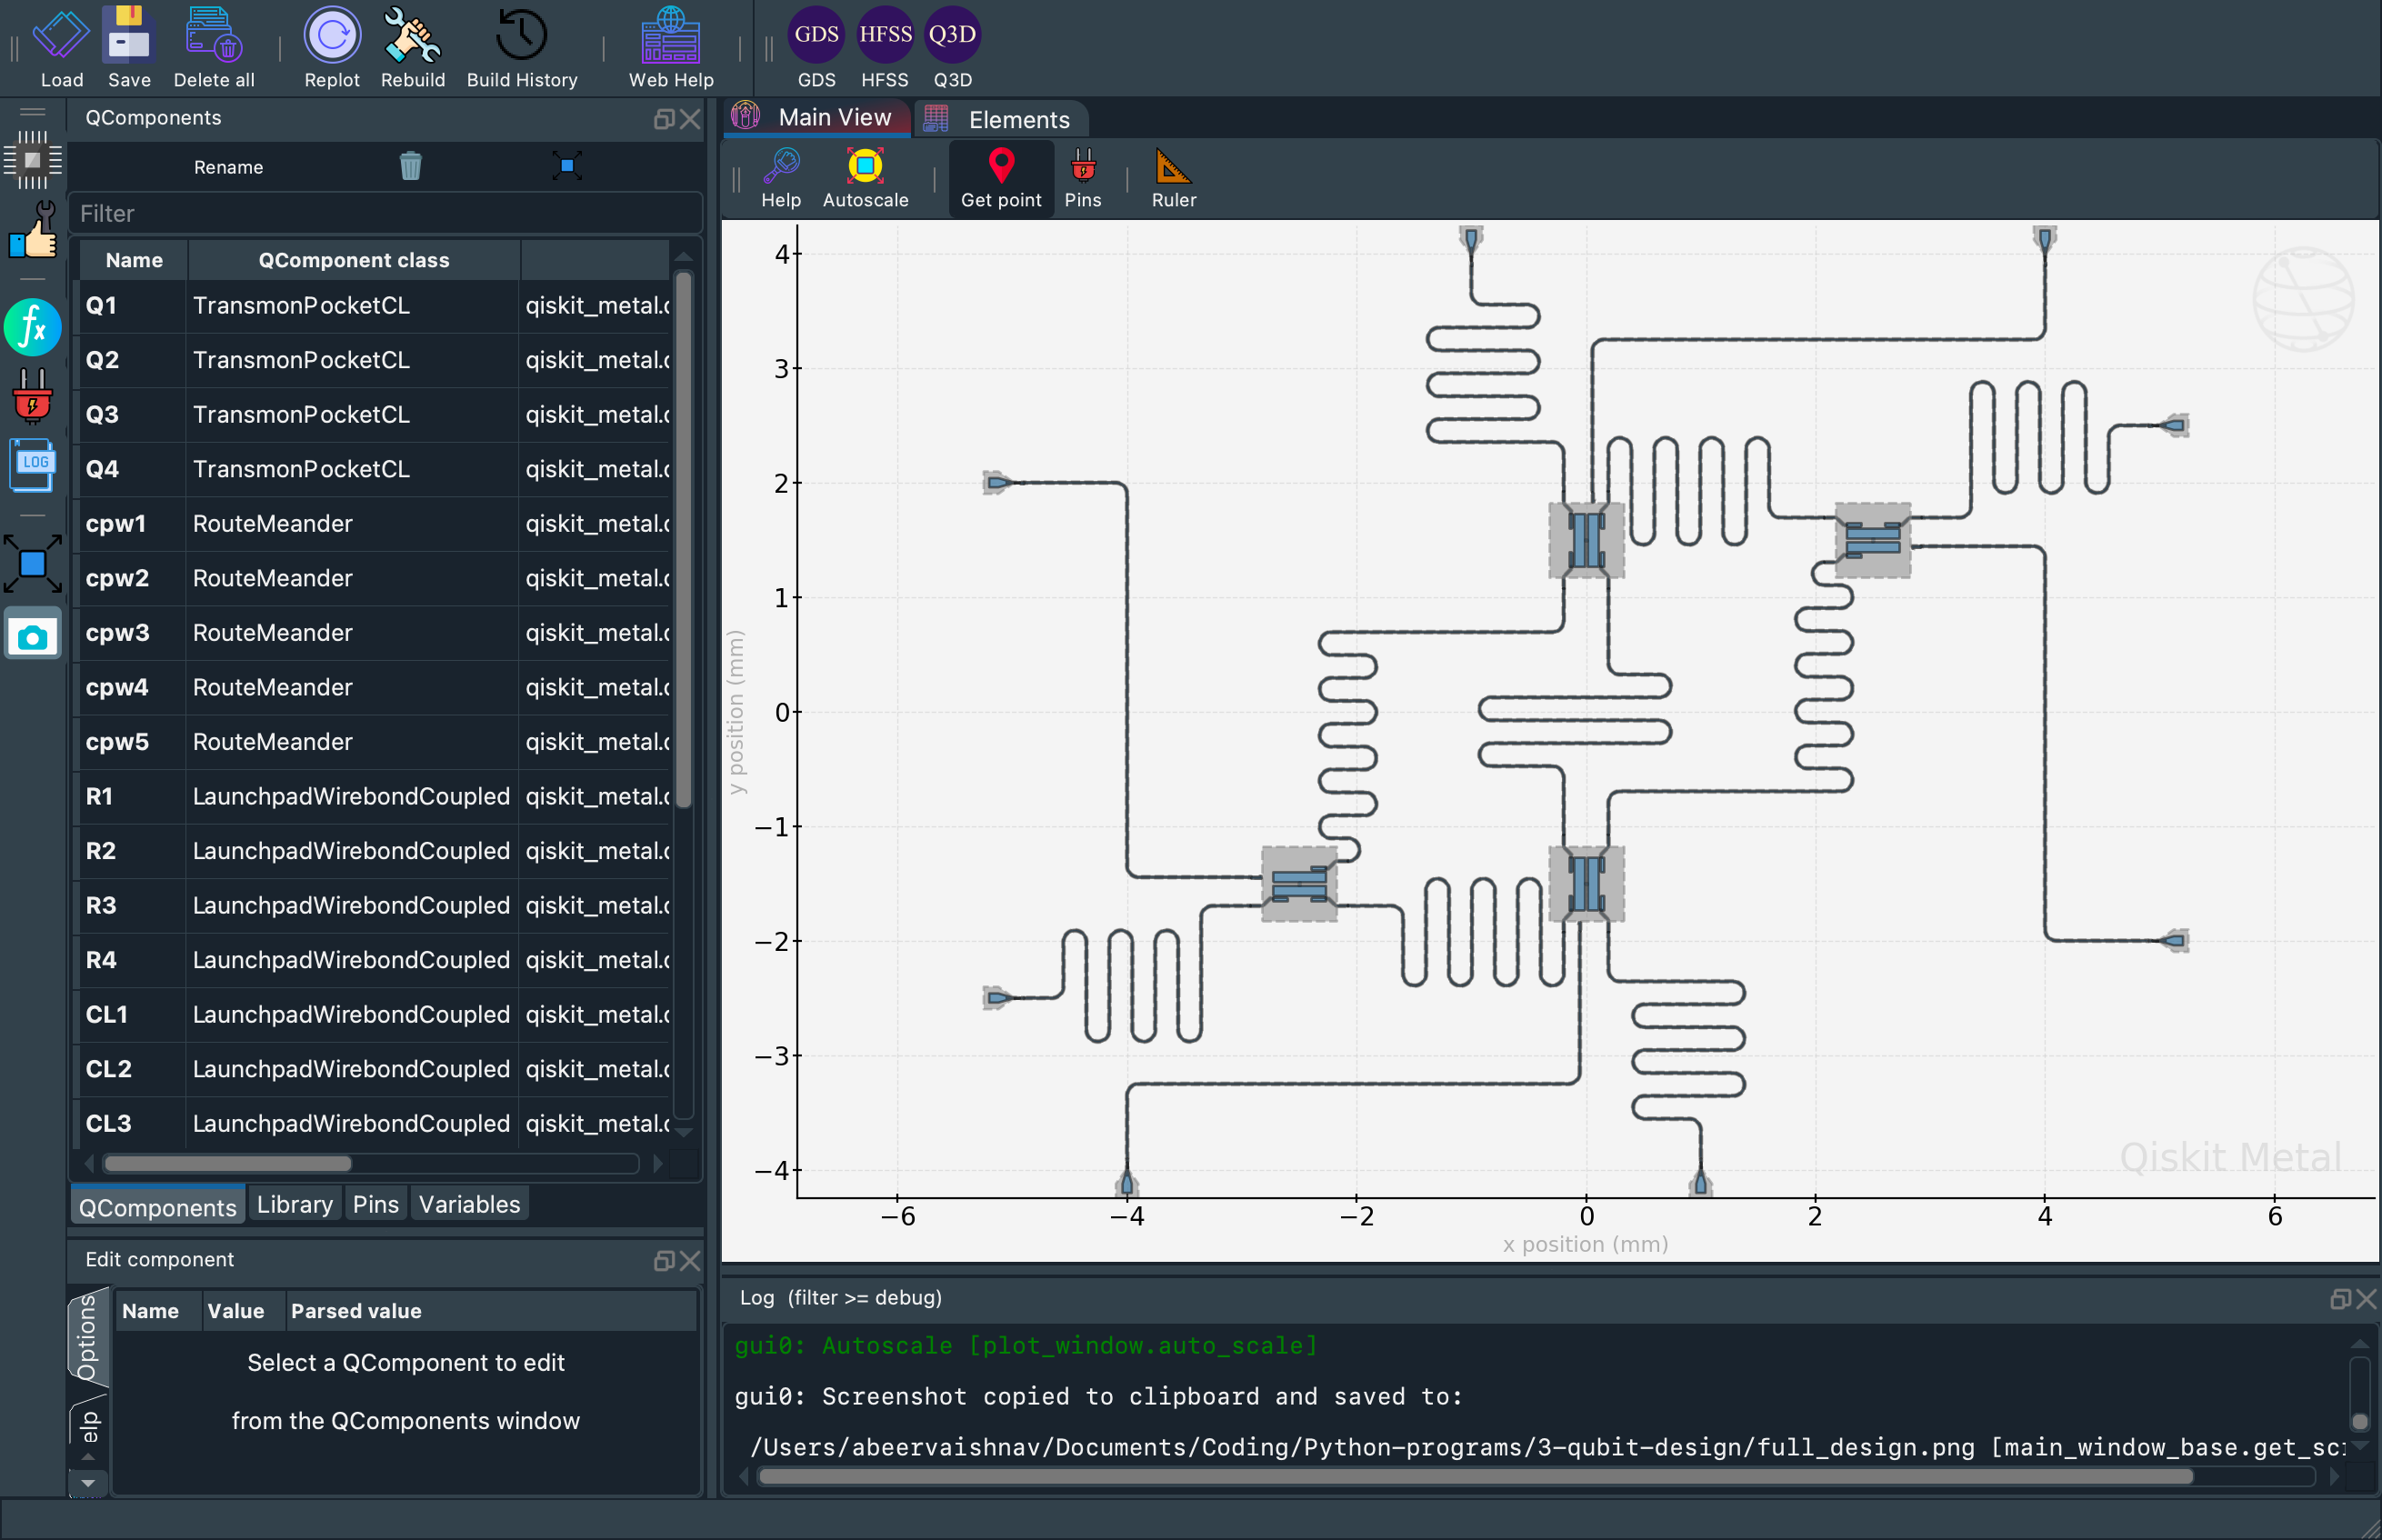 GDS HFSS Q3D
Load Save Delete all Replot Rebuild Build History Web Help GDS HFSS Q3D
QComponents
Rename
Filter
Name QComponent class
Q1 TransmonPocketCL qiskit_metal.
Q2 TransmonPocketCL qiskit_metal.
Q3 TransmonPocketCL qiskit_metal.
Q4 TransmonPocketCL qiskit_metal.
cpw1 RouteMeander qiskit_metal.
cpw2 RouteMeander qiskit_metal.
cpw3 RouteMeander qiskit_metal.
cpw4 RouteMeander qiskit_metal.
cpw5 RouteMeander qiskit_metal.
R1 LaunchpadWirebondCoupled qiskit_metal.
R2 LaunchpadWirebondCoupled qiskit_metal.
R3 LaunchpadWirebondCoupled qiskit_metal.
R4 LaunchpadWirebondCoupled qiskit_metal.
CL1 LaunchpadWirebondCoupled qiskit_metal.
CL2 LaunchpadWirebondCoupled qiskit_metal.
CL3 LaunchpadWirebondCoupled qiskit_metal.
fx
LOG
QComponents Library Pins Variables
Edit component
Options
elp
Name Value Parsed value
Select a QComponent to edit
from the QComponents window
Main View Elements
Help Autoscale Get point Pins Ruler
4
3
2
1
0
−1
−2
−3
−4
y position (mm)
−6 −4 −2 0 2 4 6
x position (mm)
Qiskit Metal
Log (filter >= debug)
gui0: Autoscale [plot_window.auto_scale]
gui0: Screenshot copied to clipboard and saved to:
/Users/abeervaishnav/Documents/Coding/Python-programs/3-qubit-design/full_design.png [main_window_base.get_sc